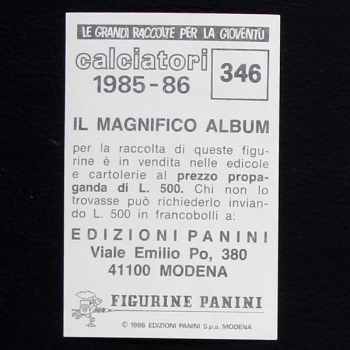 LE GRANDI RACCOLTE PER LA GIOVENTÙ
calciatori
1985-86
346
IL MAGNIFICO ALBUM
per la raccolta di queste figu-
rine è in vendita nelle edicole
e cartolerie al prezzo propa-
ganda di L. 500. Chi non lo
trovasse può richiederlo invian-
do L. 500 in francobolli a:
EDIZIONI PANINI
Viale Emilio Po, 380
41100 MODENA
FIGURINE PANINI
© 1986 EDIZIONI PANINI S.p.a. MODENA